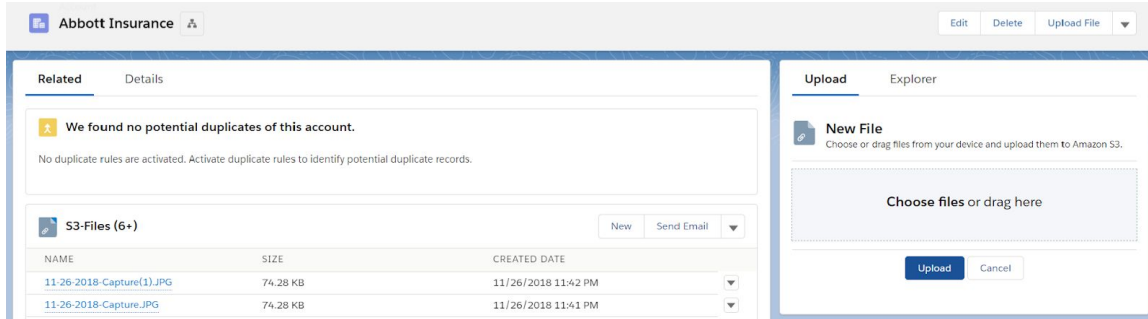 Abbott Insurance
Edit Delete Upload File
Related Details
We found no potential duplicates of this account.
No duplicate rules are activated. Activate duplicate rules to identify potential duplicate records.
S3-Files (6+)
New Send Email
NAME SIZE CREATED DATE
11-26-2018-Capture(1).JPG 74.28 KB 11/26/2018 11:42 PM
11-26-2018-Capture.JPG 74.28 KB 11/26/2018 11:41 PM
Upload Explorer
New File
Choose or drag files from your device and upload them to Amazon S3.
Choose files or drag here
Upload Cancel